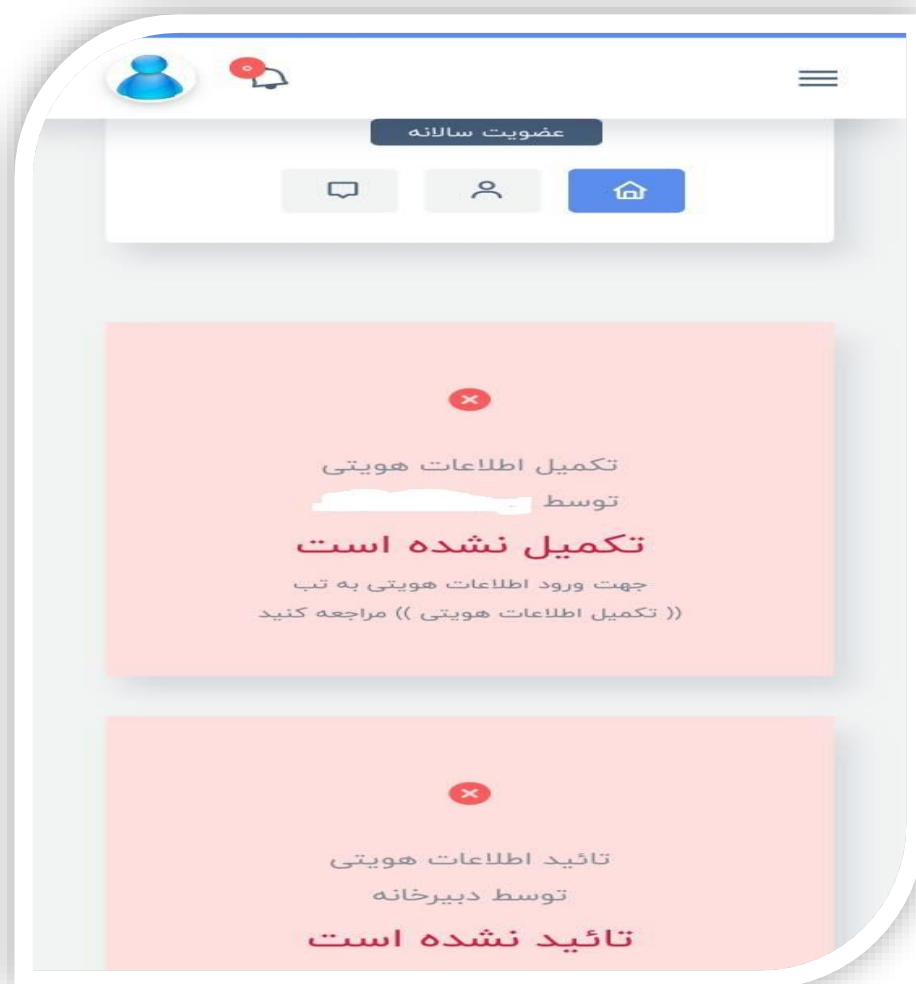 ۰
عضویت سالانه
تکمیل اطلاعات هویتی
توسط
تکمیل نشده است
جهت ورود اطلاعات هویتی به تب
(( تکمیل اطلاعات هویتی )) مراجعه کنید
تائید اطلاعات هویتی
توسط دبیرخانه
تائید نشده است